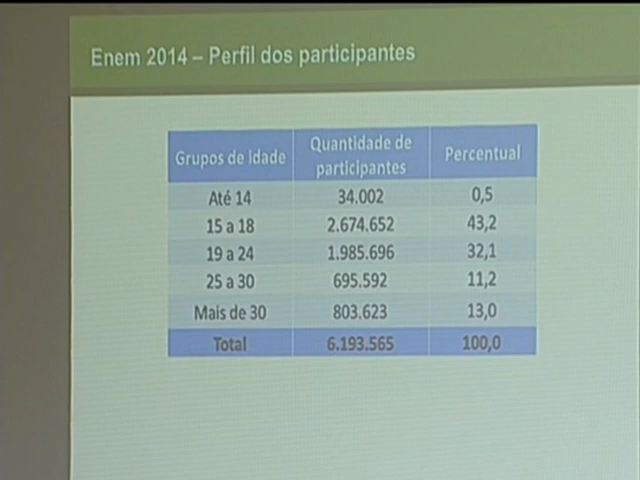 Enem 2014 – Perfil dos participantes
Grupos de Idade Quantidade de participantes Percentual
Até 14 34.002 0,5
15 a 18 2.674.652 43,2
19 a 24 1.985.696 32,1
25 a 30 695.592 11,2
Mais de 30 803.623 13,0
Total 6.193.565 100,0